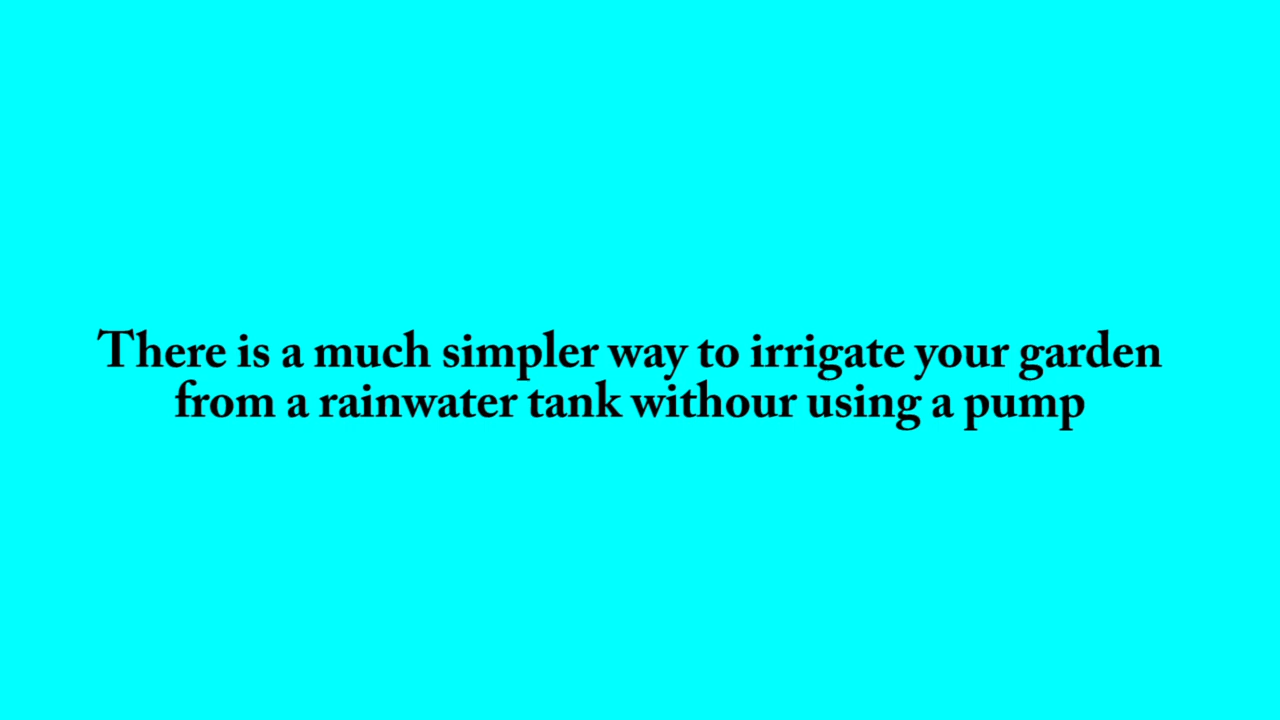 There is a much simpler way to irrigate your garden
from a rainwater tank withour using a pump